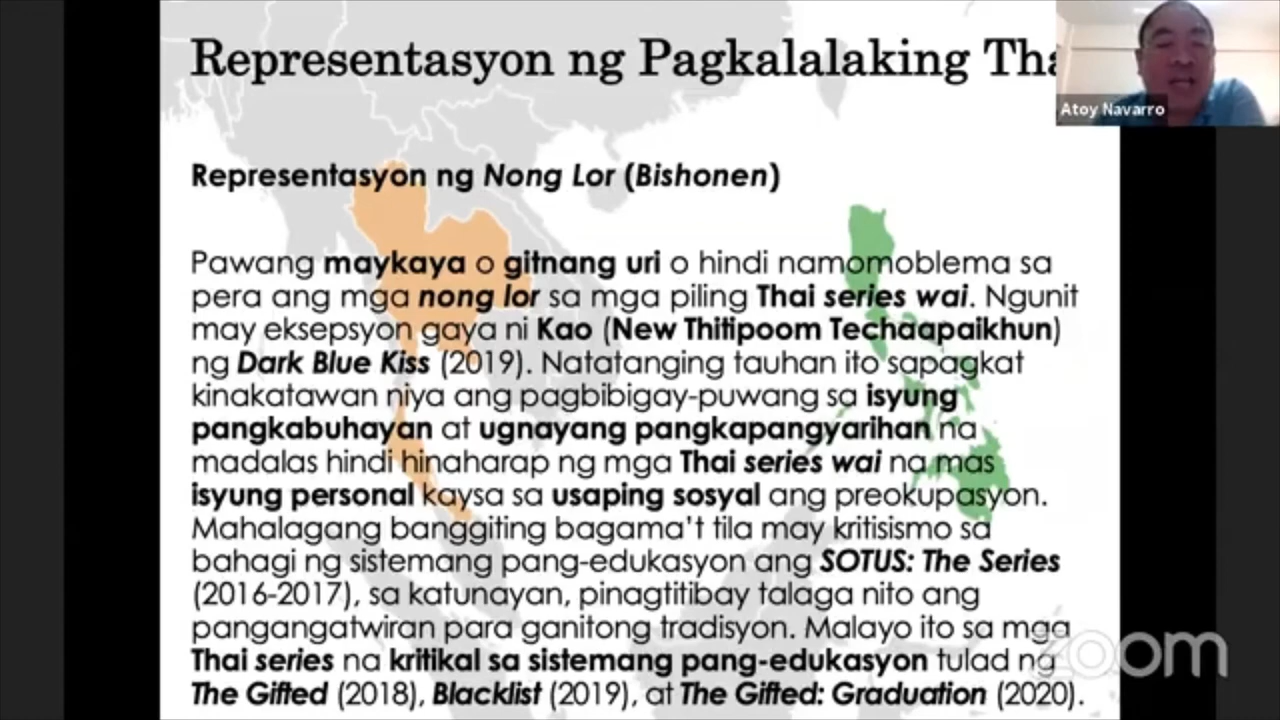 Representasyon ng Pagkalalaking Tha
Atoy Navarro
Representasyon ng Nong Lor (Bishonen)
Pawang maykaya o gitnang uri o hindi namomoblema sa
pera ang mga nong lor sa mga piling Thai series wai. Ngunit
may eksepsyon gaya ni Kao (New Thitipoom Techaapaikhun)
ng Dark Blue Kiss (2019). Natatanging tauhan ito sapagkat
kinakatawan niya ang pagbibigay-puwang sa isyung
pangkabuhayan at ugnayang pangkapangyarihan na
madalas hindi hinaharap ng mga Thai series wai na mas
isyung personal kaysa sa usaping sosyal ang preokupasyon.
Mahalagang banggiting bagama't tila may kritisismo sa
bahagi ng sistemang pang-edukasyon ang SOTUS: The Series
(2016-2017), sa katunayan, pinagtitibay talaga nito ang
pangangatwiran para ganitong tradisyon. Malayo ito sa mga
Thai series na kritikal sa sistemang pang-edukasyon tulad ng
The Gifted (2018), Blacklist (2019), at The Gifted: Graduation (2020).
zoom